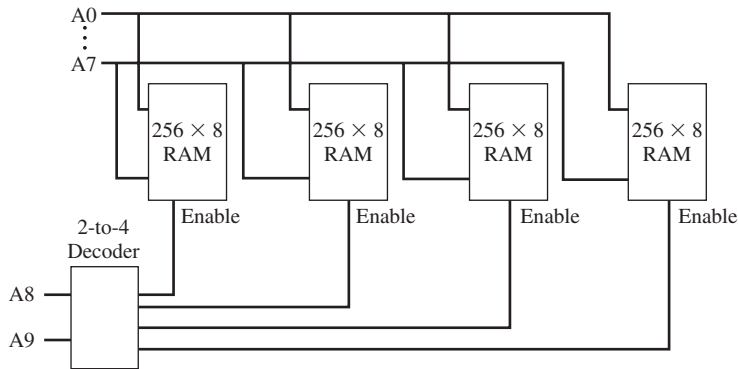 A0
A7
256 × 8
RAM
256 × 8
RAM
256 × 8
RAM
256 × 8
RAM
Enable
Enable
Enable
Enable
2-to-4
Decoder
A8
A9